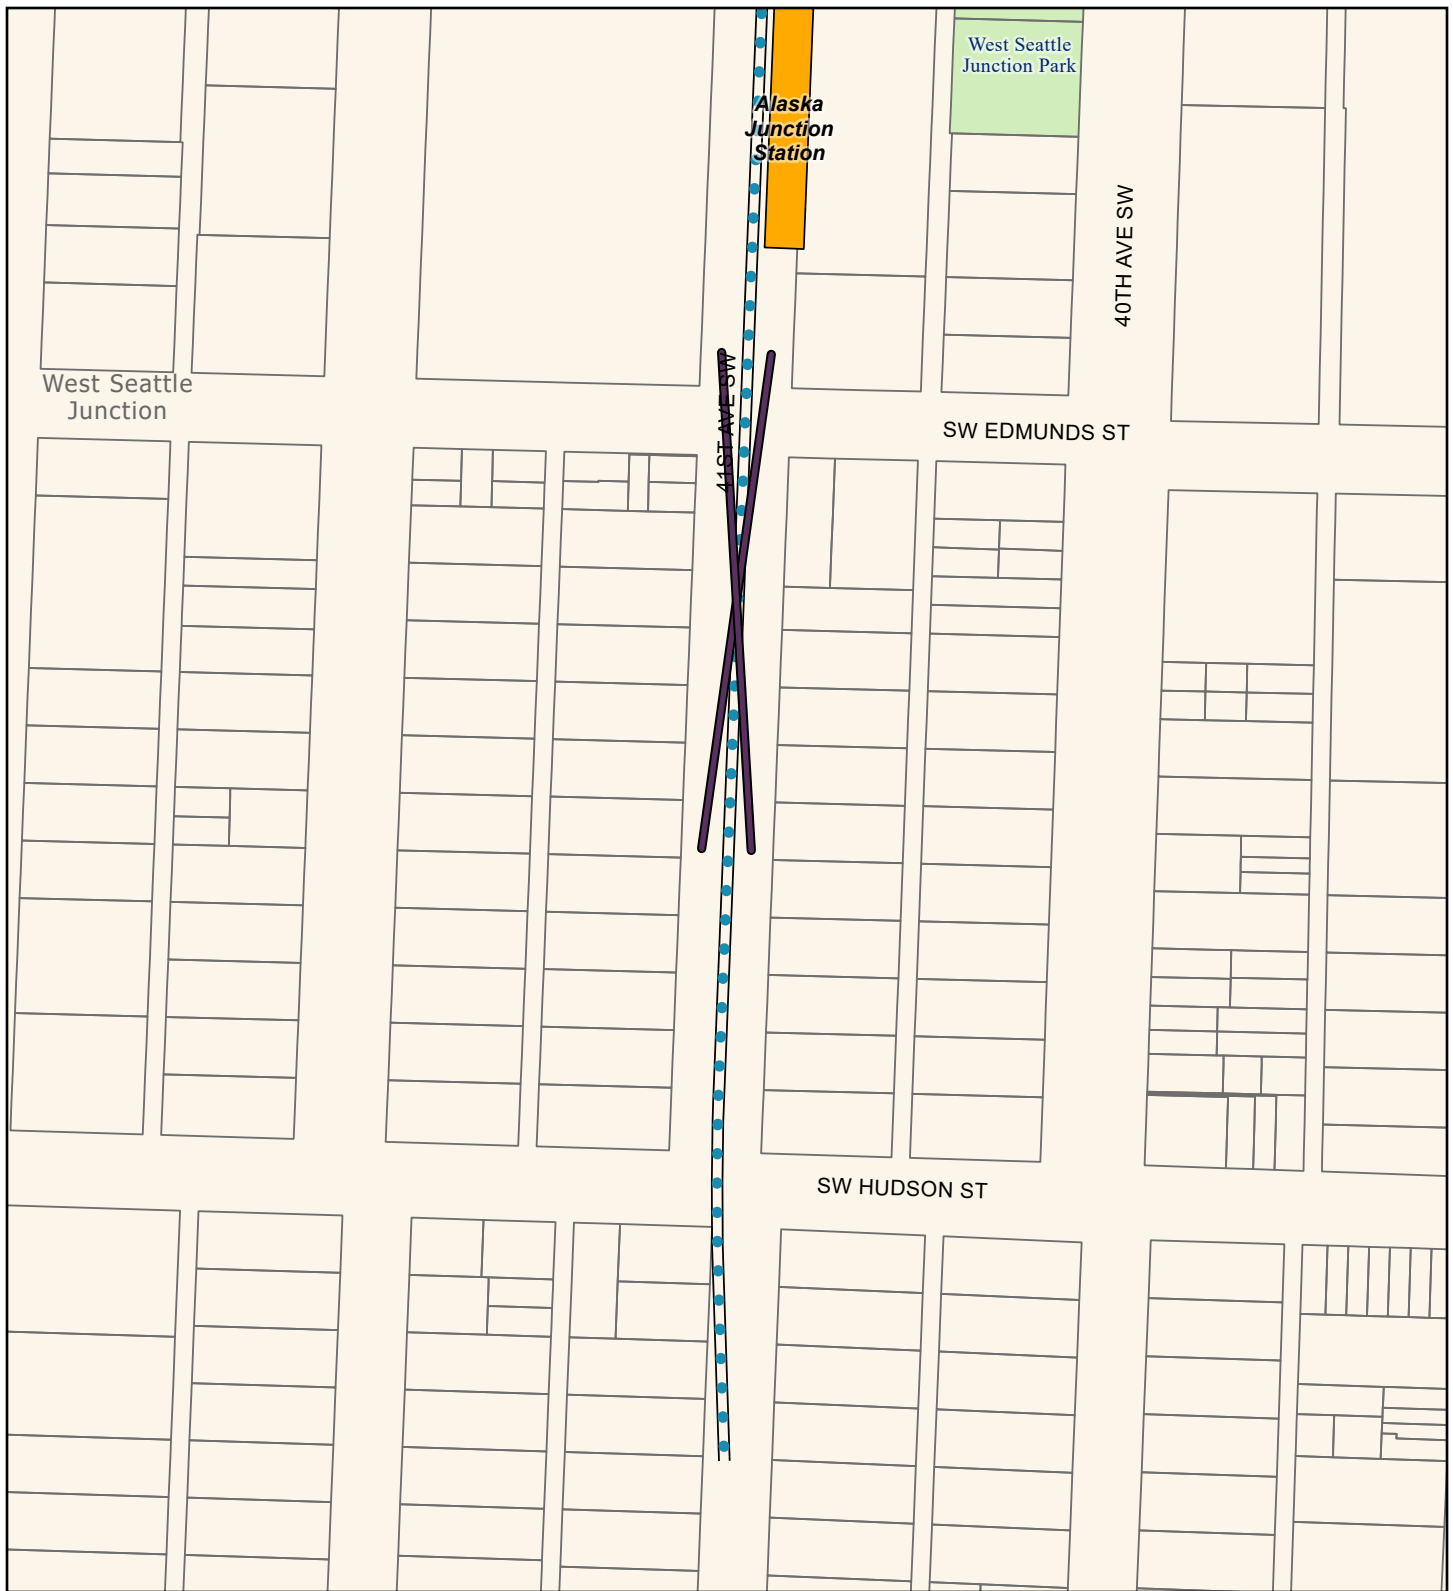 West Seattle
Junction Park
Alaska
Junction
Station
40TH AVE SW
West Seattle
Junction
41ST AVE SW
SW EDMUNDS ST
SW HUDSON ST